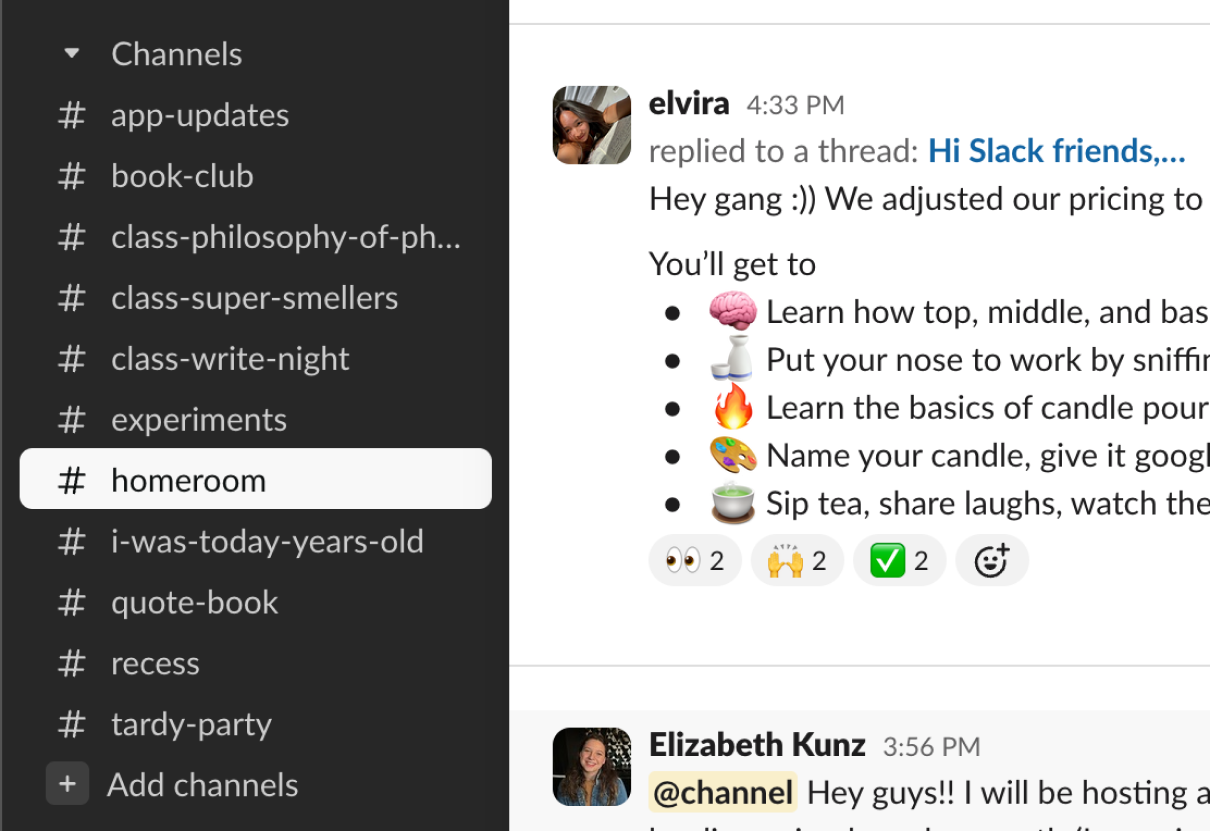 Channels
# app-updates
# book-club
# class-philosophy-of-ph...
# class-super-smellers
# class-write-night
# experiments
# homeroom
# i-was-today-years-old
# quote-book
# recess
# tardy-party
+ Add channels
elvira 4:33 PM
replied to a thread: Hi Slack friends,...
Hey gang :)) We adjusted our pricing to
You’ll get to
• 🧠 Learn how top, middle, and bas
• 🍶 Put your nose to work by sniffin
• 🔥 Learn the basics of candle pour
• 🎨 Name your candle, give it googl
• 🍵 Sip tea, share laughs, watch the
👀 2 🙌 2 ✅ 2
Elizabeth Kunz 3:56 PM
@channel Hey guys!! I will be hosting a